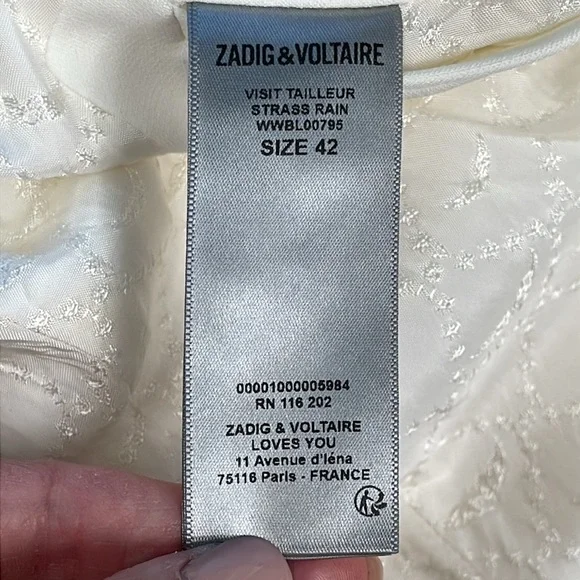 ZADIG & VOLTAIRE
VISIT TAILLEUR
STRASS RAIN
WWBL00795
SIZE 42
00001000005984
RN 116 202
ZADIG & VOLTAIRE
LOVES YOU
11 Avenue d'Iéna
75116 Paris - FRANCE